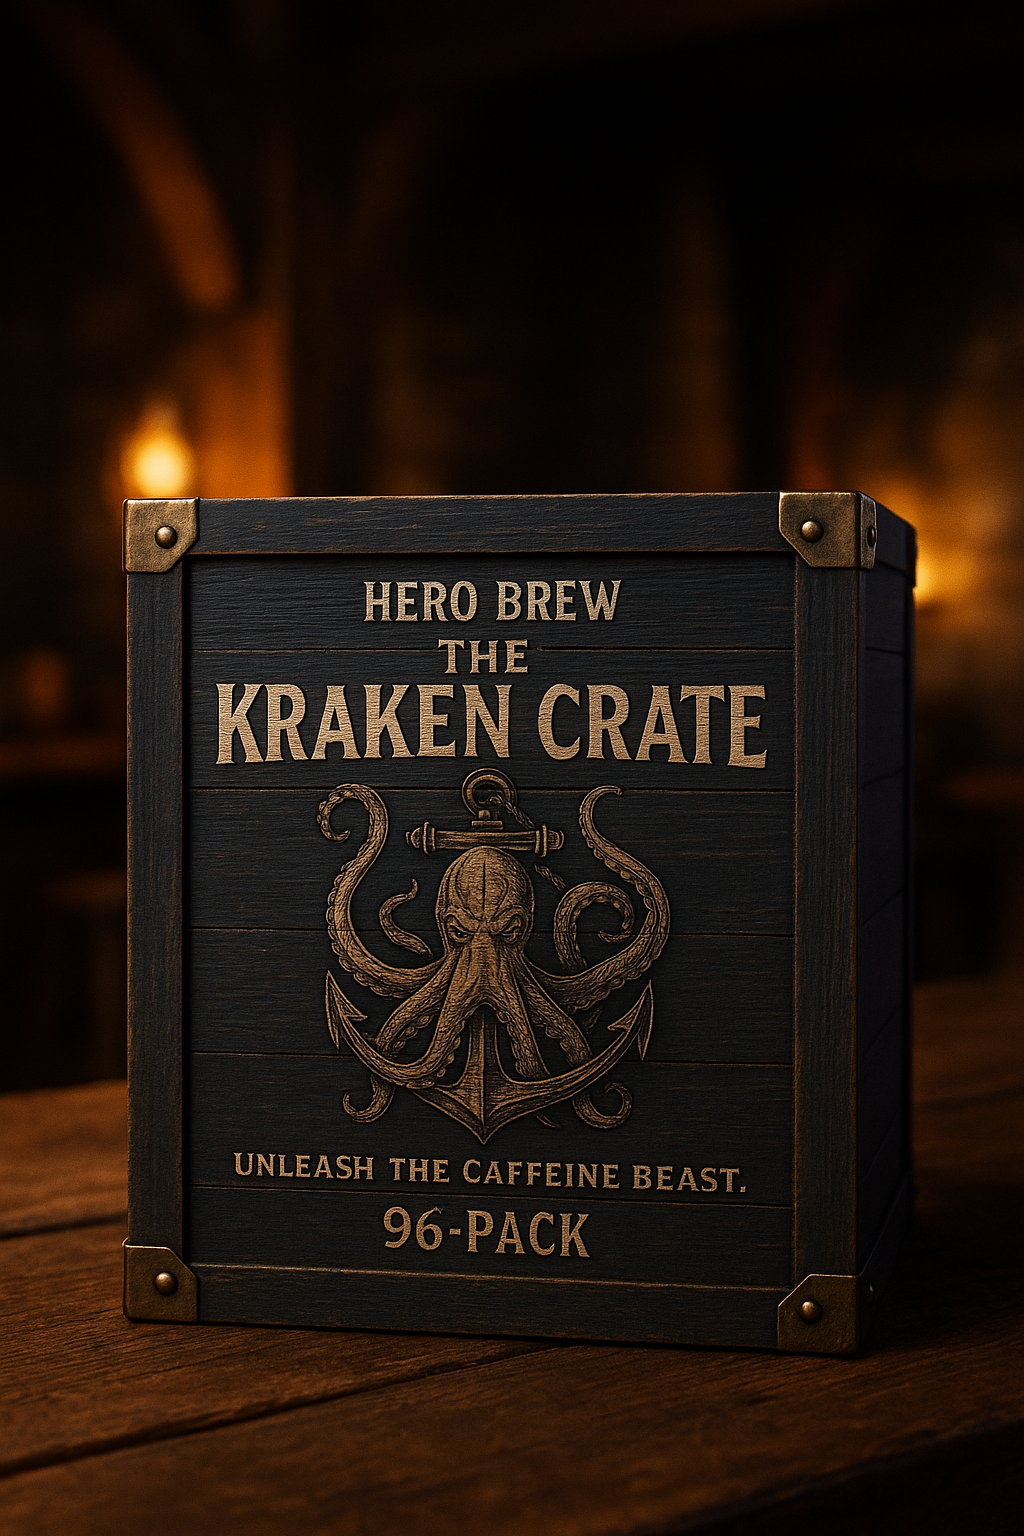 HERO BREW
THE
KRAKEN CRATE
UNLEASH THE CAFFEINE BEAST.
96-PACK